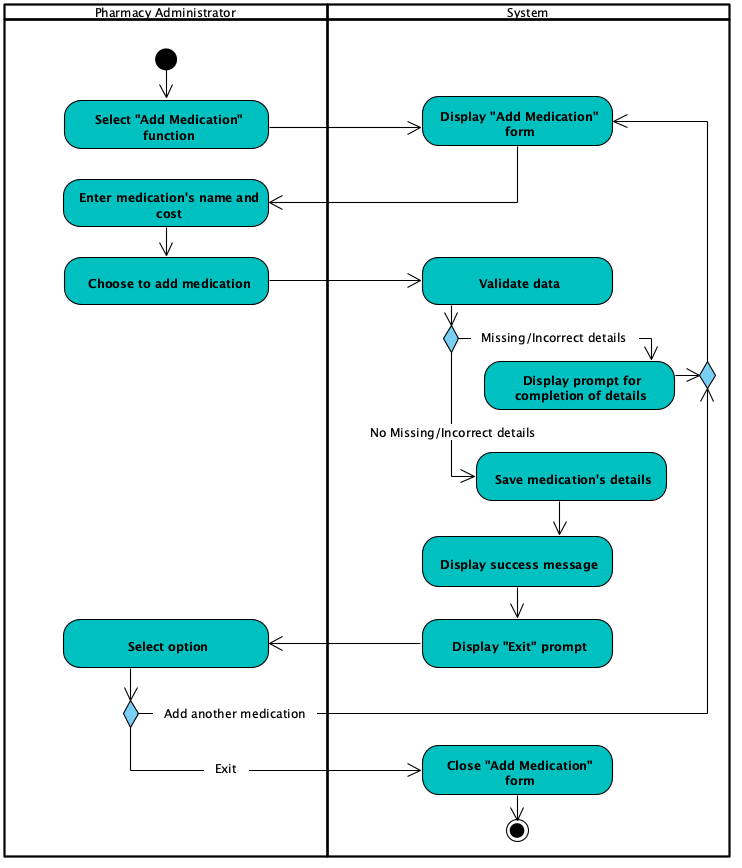 Pharmacy Administrator
System
Select "Add Medication"
function
Display "Add Medication"
form
Enter medication's name and
cost
Choose to add medication
Validate data
Missing/Incorrect details
Display prompt for
completion of details
No Missing/Incorrect details
Save medication's details
Display success message
Select option
Display "Exit" prompt
Add another medication
Exit
Close "Add Medication"
form